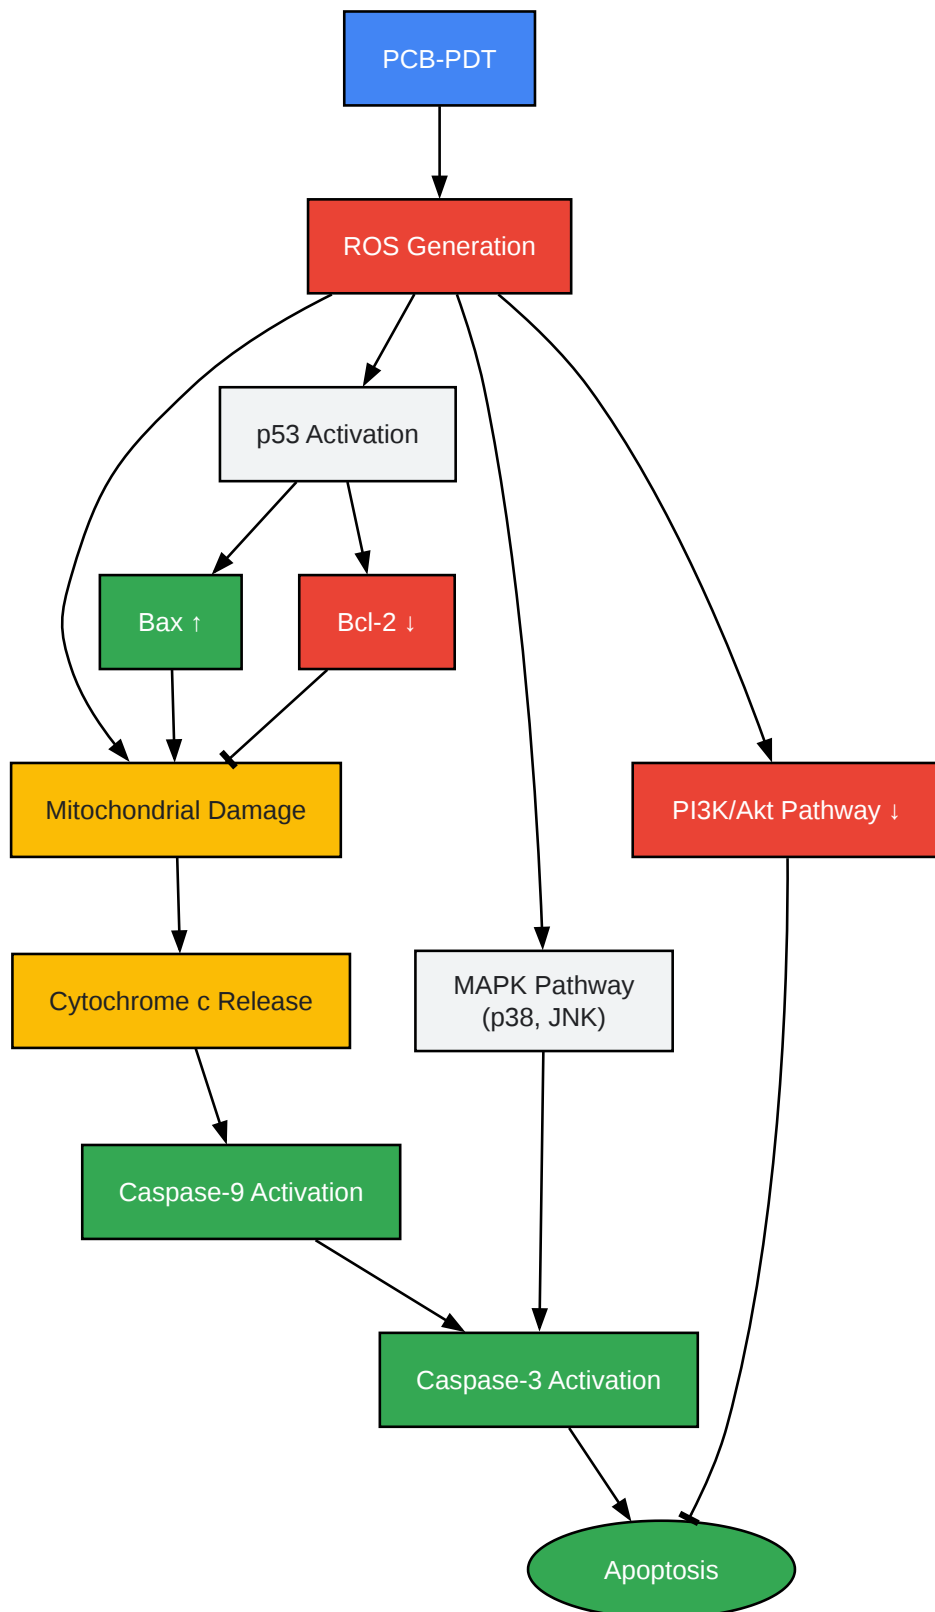 PCB-PDT
ROS Generation
p53 Activation
Bax ↑
Bcl-2 ↓
Mitochondrial Damage
PI3K/Akt Pathway ↓
Cytochrome c Release
MAPK Pathway
(p38, JNK)
Caspase-9 Activation
Caspase-3 Activation
Apoptosis